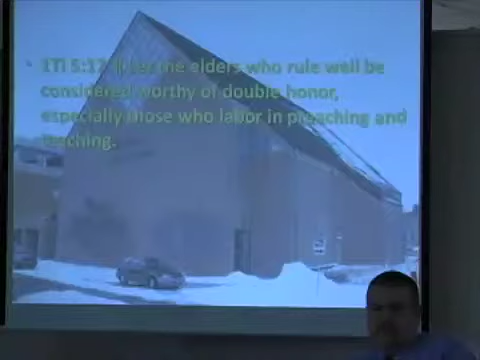 • 1Ti 5:17 Let the elders who rule well be
considered worthy of double honor,
especially those who labor in preaching and
teaching.